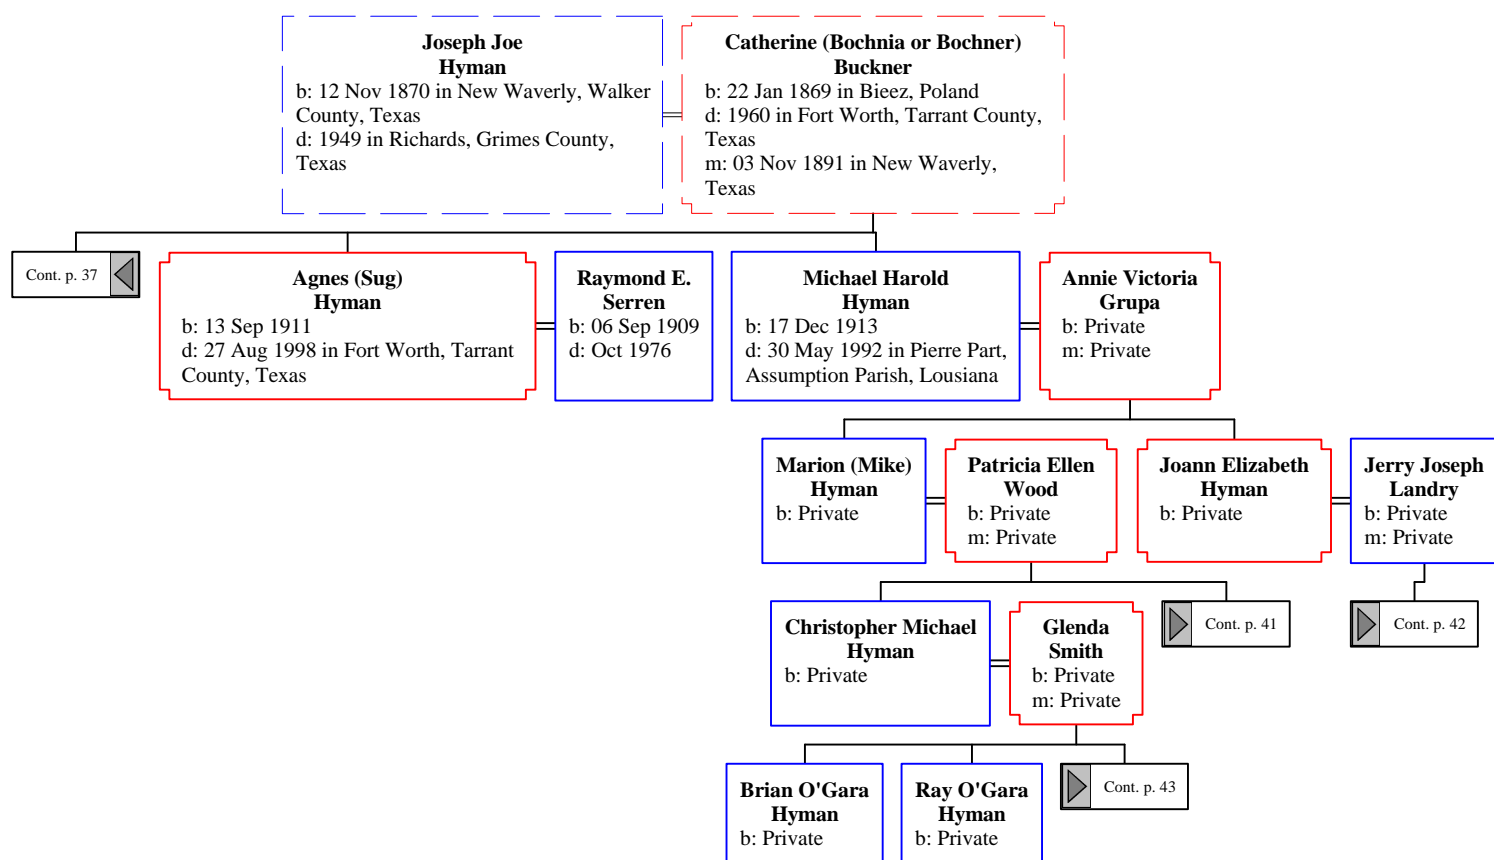 Joseph Joe
Hyman
b: 12 Nov 1870 in New Waverly, Walker
County, Texas
d: 1949 in Richards, Grimes County,
Texas
Catherine (Bochnia or Bochner)
Buckner
b: 22 Jan 1869 in Bieez, Poland
d: 1960 in Fort Worth, Tarrant County,
Texas
m: 03 Nov 1891 in New Waverly,
Texas
Cont. p. 37
Agnes (Sug)
Hyman
b: 13 Sep 1911
d: 27 Aug 1998 in Fort Worth, Tarrant
County, Texas
Raymond E.
Serren
b: 06 Sep 1909
d: Oct 1976
Michael Harold
Hyman
b: 17 Dec 1913
d: 30 May 1992 in Pierre Part,
Assumption Parish, Lousiana
Annie Victoria
Grupa
b: Private
m: Private
Marion (Mike)
Hyman
b: Private
Patricia Ellen
Wood
b: Private
m: Private
Joann Elizabeth
Hyman
b: Private
Jerry Joseph
Landry
b: Private
m: Private
Christopher Michael
Hyman
b: Private
Glenda
Smith
b: Private
m: Private
Cont. p. 41
Cont. p. 42
Brian O'Gara
Hyman
b: Private
Ray O'Gara
Hyman
b: Private
Cont. p. 43